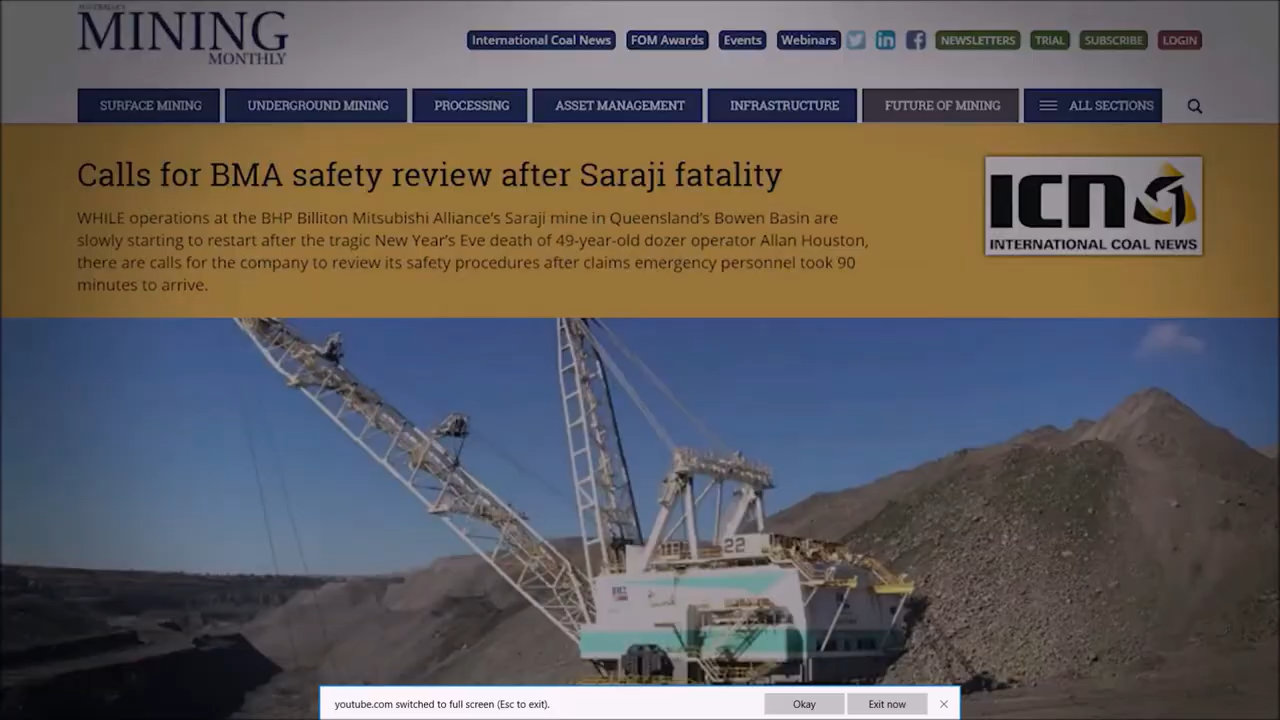 AUSTRALIA'S
MINING
MONTHLY
International Coal News
FOM Awards
Events
Webinars
NEWSLETTERS
TRIAL
SUBSCRIBE
LOGIN
SURFACE MINING
UNDERGROUND MINING
PROCESSING
ASSET MANAGEMENT
INFRASTRUCTURE
FUTURE OF MINING
ALL SECTIONS
Calls for BMA safety review after Saraji fatality
WHILE operations at the BHP Billiton Mitsubishi Alliance's Saraji mine in Queensland's Bowen Basin are
slowly starting to restart after the tragic New Year's Eve death of 49-year-old dozer operator Allan Houston,
there are calls for the company to review its safety procedures after claims emergency personnel took 90
minutes to arrive.
ICN
INTERNATIONAL COAL NEWS
22
youtube.com switched to full screen (Esc to exit).
Okay
Exit now